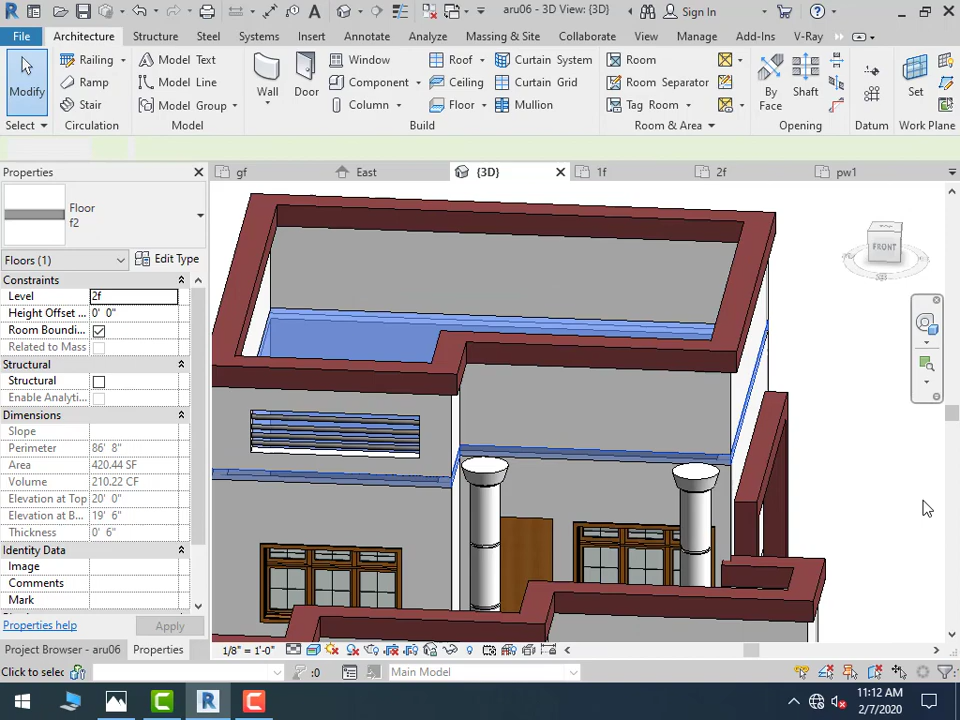 aru06 - 3D View: {3D}
Sign In
File
Architecture
Structure
Steel
Systems
Insert
Annotate
Analyze
Massing & Site
Collaborate
View
Manage
Add-Ins
V-Ray
Modify
Railing
Ramp
Stair
Model Text
Model Line
Model Group
Wall
Door
Window
Component
Column
Roof
Ceiling
Floor
Curtain System
Curtain Grid
Mullion
Room
Room Separator
Tag Room
By Face
Shaft
Set
Select
Circulation
Model
Build
Room & Area
Opening
Datum
Work Plane
Properties
gf
East
{3D}
1f
2f
pw1
Floor
f2
Floors (1)
Edit Type
Constraints
Level 2f
Height Offset ... 0' 0"
Room Boundi...
Related to Mass
Structural
Structural
Enable Analyti...
Dimensions
Slope
Perimeter 86' 8"
Area 420.44 SF
Volume 210.22 CF
Elevation at Top 20' 0"
Elevation at B... 19' 6"
Thickness 0' 6"
Identity Data
Image
Comments
Mark
Properties help
Apply
FRONT
Project Browser - aru06
Properties
1/8" = 1'-0"
Click to selec
:0
Main Model
11:12 AM
2/7/2020